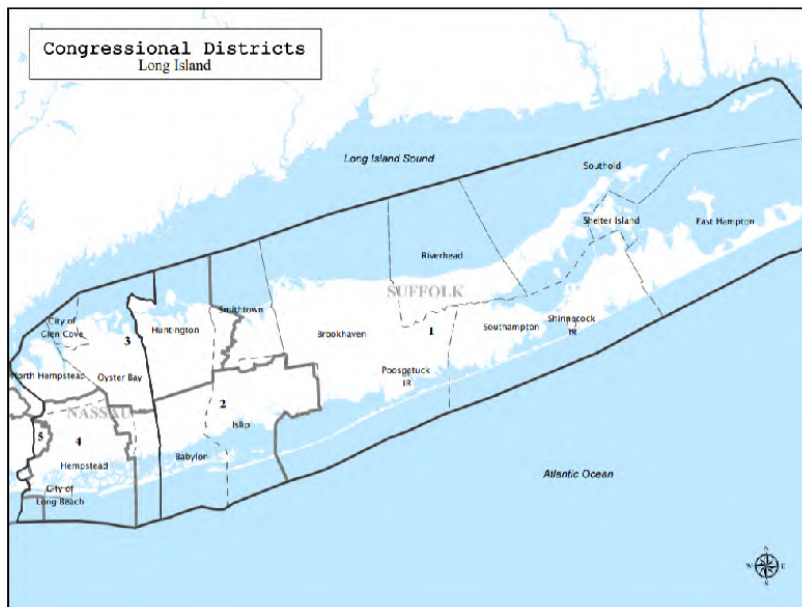 Congressional Districts
Long Island
Long Island Sound
Southold
Shelter Island
East Hampton
Riverhead
SUFFOLK
Smithtown
City of
Glen Cove
3
Huntington
Brookhaven
1
Southampton
Shinnecock
IR
North Hempstead
Oyster Bay
Poospatuck
IR
2
NASSAU
5
4
Islip
Hempstead
Babylon
City of
Long Beach
Atlantic Ocean
N
W
E
S